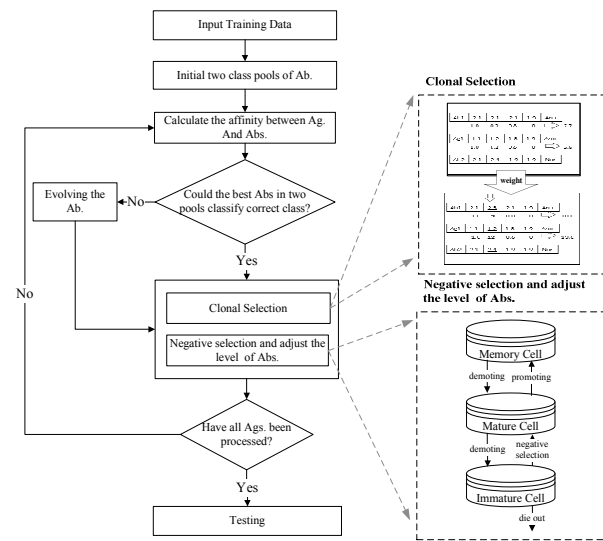 Input Training Data
Initial two class pools of Ab.
Calculate the affinity between Ag.
And Abs.
Could the best Abs in two
pools classify correct class?
No
Evolving the
Ab.
Yes
No
Clonal Selection
Negative selection and adjust the
level of Abs.
Have all Ags. been
processed?
Yes
Testing
Clonal Selection
weight
Negative selection and adjust
the level of Abs.
Memory Cell
demoting
promoting
Mature Cell
demoting
negative
selection
Immature Cell
die out